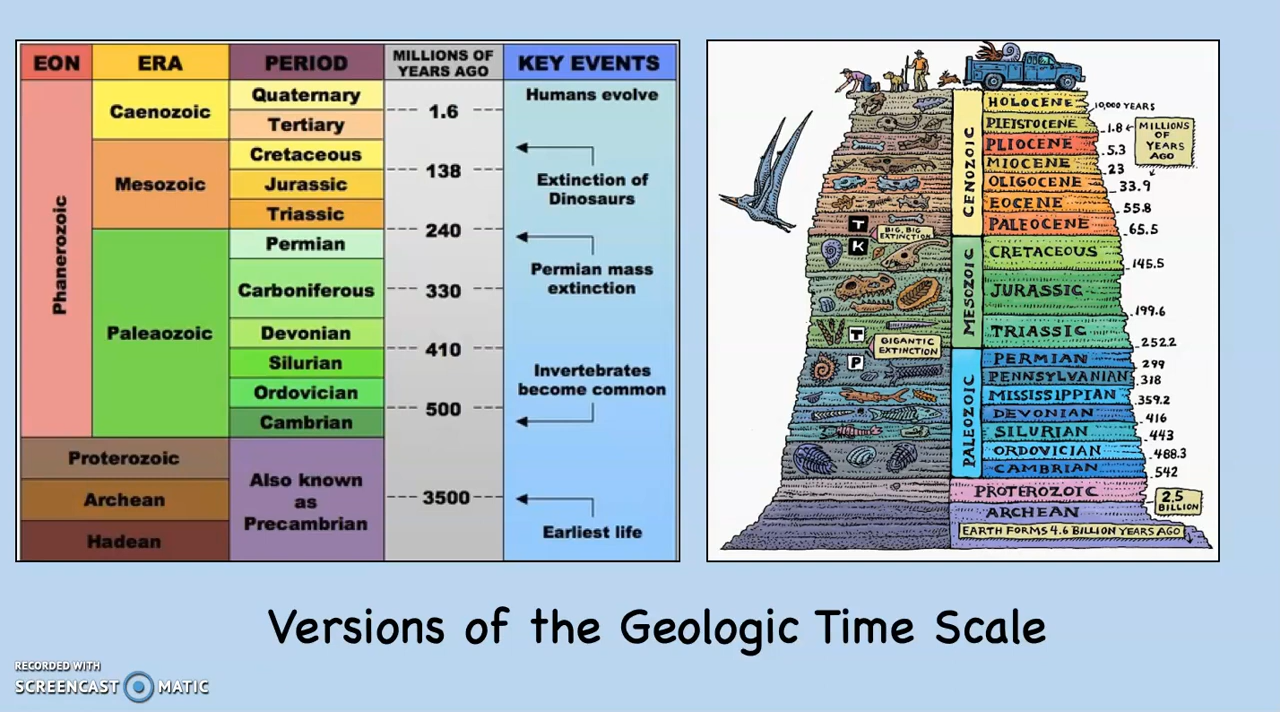 EON ERA PERIOD MILLIONS OF YEARS AGO KEY EVENTS
Phanerozoic
Caenozoic
Mesozoic
Paleaozoic
Proterozoic
Archean
Hadean
Quaternary
Tertiary
Cretaceous
Jurassic
Triassic
Permian
Carboniferous
Devonian
Silurian
Ordovician
Cambrian
Also known
as
Precambrian
1.6
138
240
330
410
500
3500
Humans evolve
Extinction of
Dinosaurs
Permian mass
extinction
Invertebrates
become common
Earliest life
T
K
BIG, BIG
EXTINCTION
T
P
GIGANTIC
EXTINCTION
CENOZOIC
MESOZOIC
PALEOZOIC
HOLOCENE
PLEISTOCENE
PLIOCENE
MIOCENE
OLIGOCENE
EOCENE
PALEOCENE
CRETACEOUS
JURASSIC
TRIASSIC
PERMIAN
PENNSYLVANIAN
MISSISSIPPIAN
DEVONIAN
SILURIAN
ORDOVICIAN
CAMBRIAN
PROTEROZOIC
ARCHEAN
EARTH FORMS 4.6 BILLION YEARS AGO
10,000 YEARS
1.8
MILLIONS
OF
YEARS
AGO
5.3
23
33.9
55.8
65.5
145.5
199.6
252.2
299
318
359.2
416
443
488.3
542
2.5
BILLION
Versions of the Geologic Time Scale
RECORDED WITH
SCREENCAST MATIC